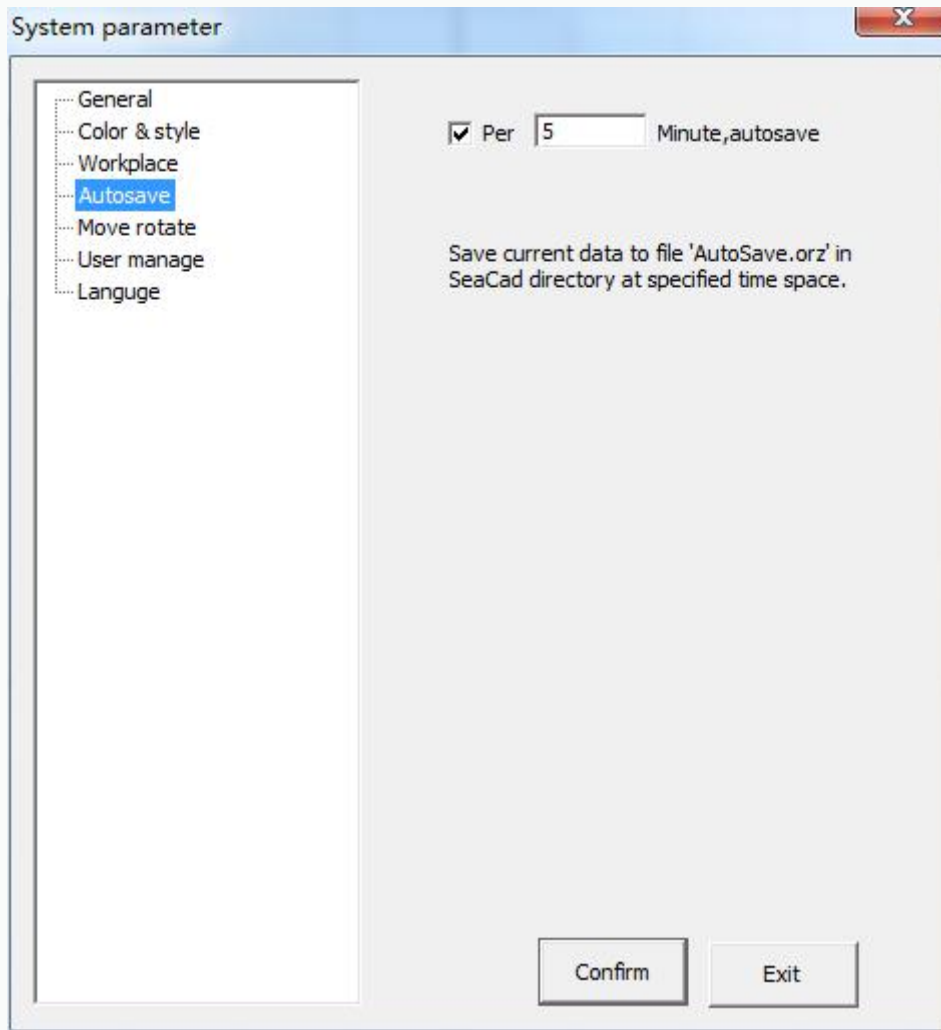 System parameter
General
Color & style
Workplace
Autosave
Move rotate
User manage
Languge
Per 5 Minute,autosave
Save current data to file 'AutoSave.orz' in
SeaCad directory at specified time space.
Confirm
Exit